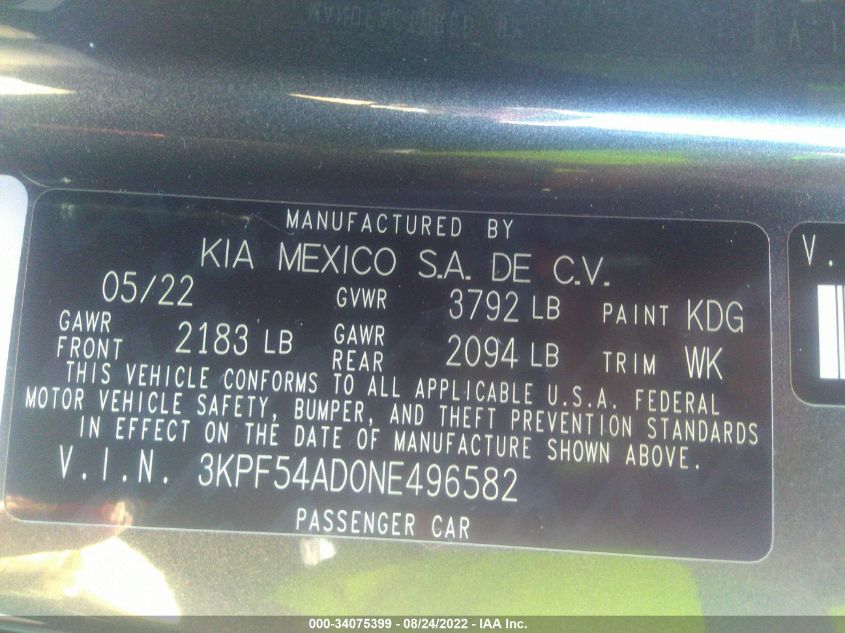 MANUFACTURED BY
KIA MEXICO S.A. DE C.V.
05/22 GVWR 3792 LB PAINT KDG
GAWR FRONT 2183 LB GAWR REAR 2094 LB TRIM WK
THIS VEHICLE CONFORMS TO ALL APPLICABLE U.S.A. FEDERAL
MOTOR VEHICLE SAFETY, BUMPER, AND THEFT PREVENTION STANDARDS
IN EFFECT ON THE DATE OF MANUFACTURE SHOWN ABOVE.
V.I.N. 3KPF54AD0NE496582
PASSENGER CAR
V.
000-34075399 - 08/24/2022 - IAA Inc.